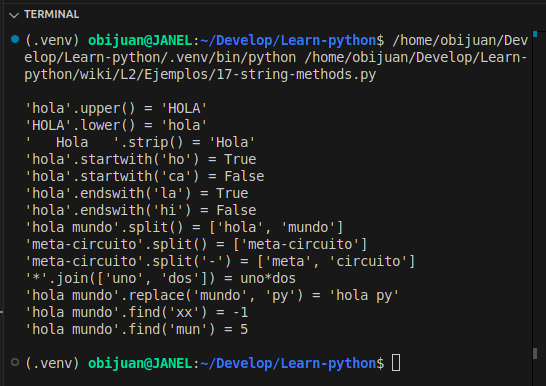 TERMINAL
(.venv) obijuan@JANEL:~/Develop/Learn-python$ /home/obijuan/Dev
elop/Learn-python/.venv/bin/python /home/obijuan/Develop/Learn-
python/wiki/L2/Ejemplos/17-string-methods.py
'hola'.upper() = 'HOLA'
'HOLA'.lower() = 'hola'
'   Hola   '.strip() = 'Hola'
'hola'.startwith('ho') = True
'hola'.startwith('ca') = False
'hola'.endswith('la') = True
'hola'.endswith('hi') = False
'hola mundo'.split() = ['hola', 'mundo']
'meta-circuito'.split() = ['meta-circuito']
'meta-circuito'.split('-') = ['meta', 'circuito']
'*'.join(['uno', 'dos']) = uno*dos
'hola mundo'.replace('mundo', 'py') = 'hola py'
'hola mundo'.find('xx') = -1
'hola mundo'.find('mun') = 5
(.venv) obijuan@JANEL:~/Develop/Learn-python$